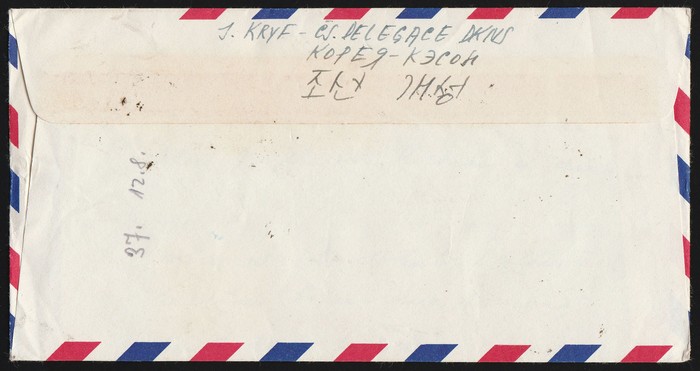 J. KRYF - ČS. DELEGACE DKNS
КОРЕЯ - КЭСОН
조선 개성
37. 12.8.